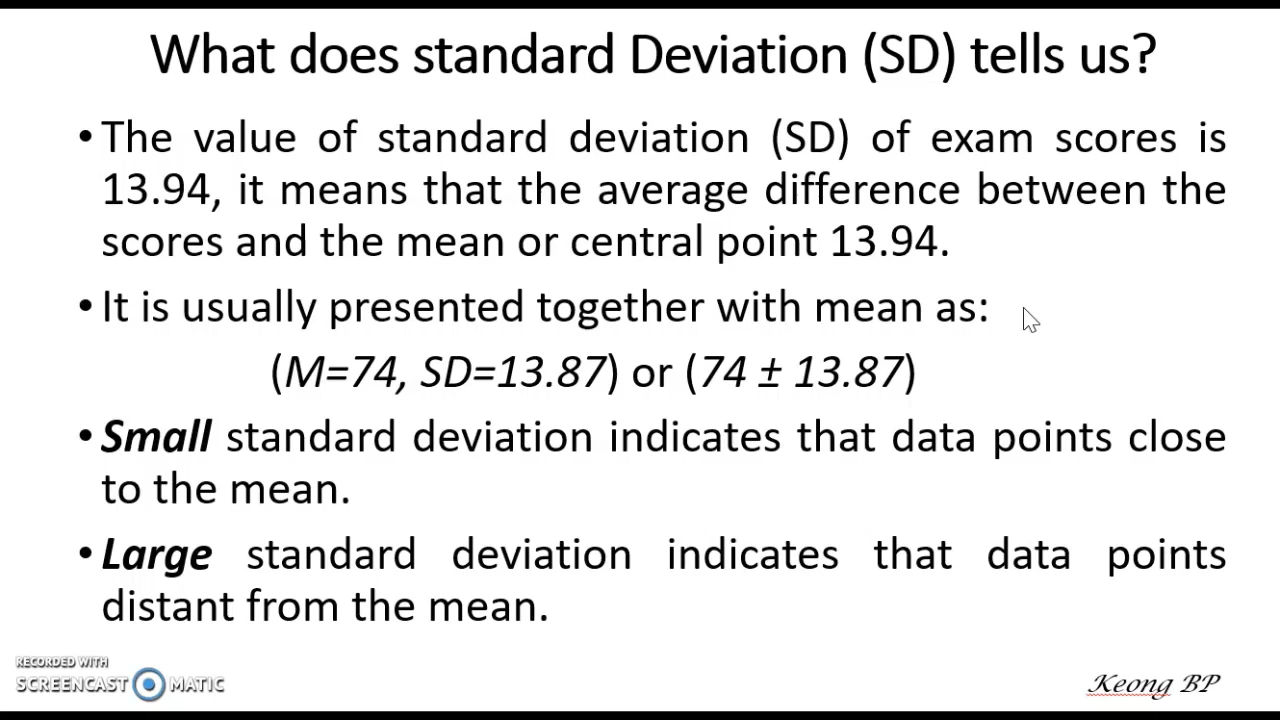 What does standard Deviation (SD) tells us?
• The value of standard deviation (SD) of exam scores is
13.94, it means that the average difference between the
scores and the mean or central point 13.94.
• It is usually presented together with mean as:
(M=74, SD=13.87) or (74 ± 13.87)
• Small standard deviation indicates that data points close
to the mean.
• Large standard deviation indicates that data points
distant from the mean.
RECORDED WITH
SCREENCAST MATIC
Keong BP